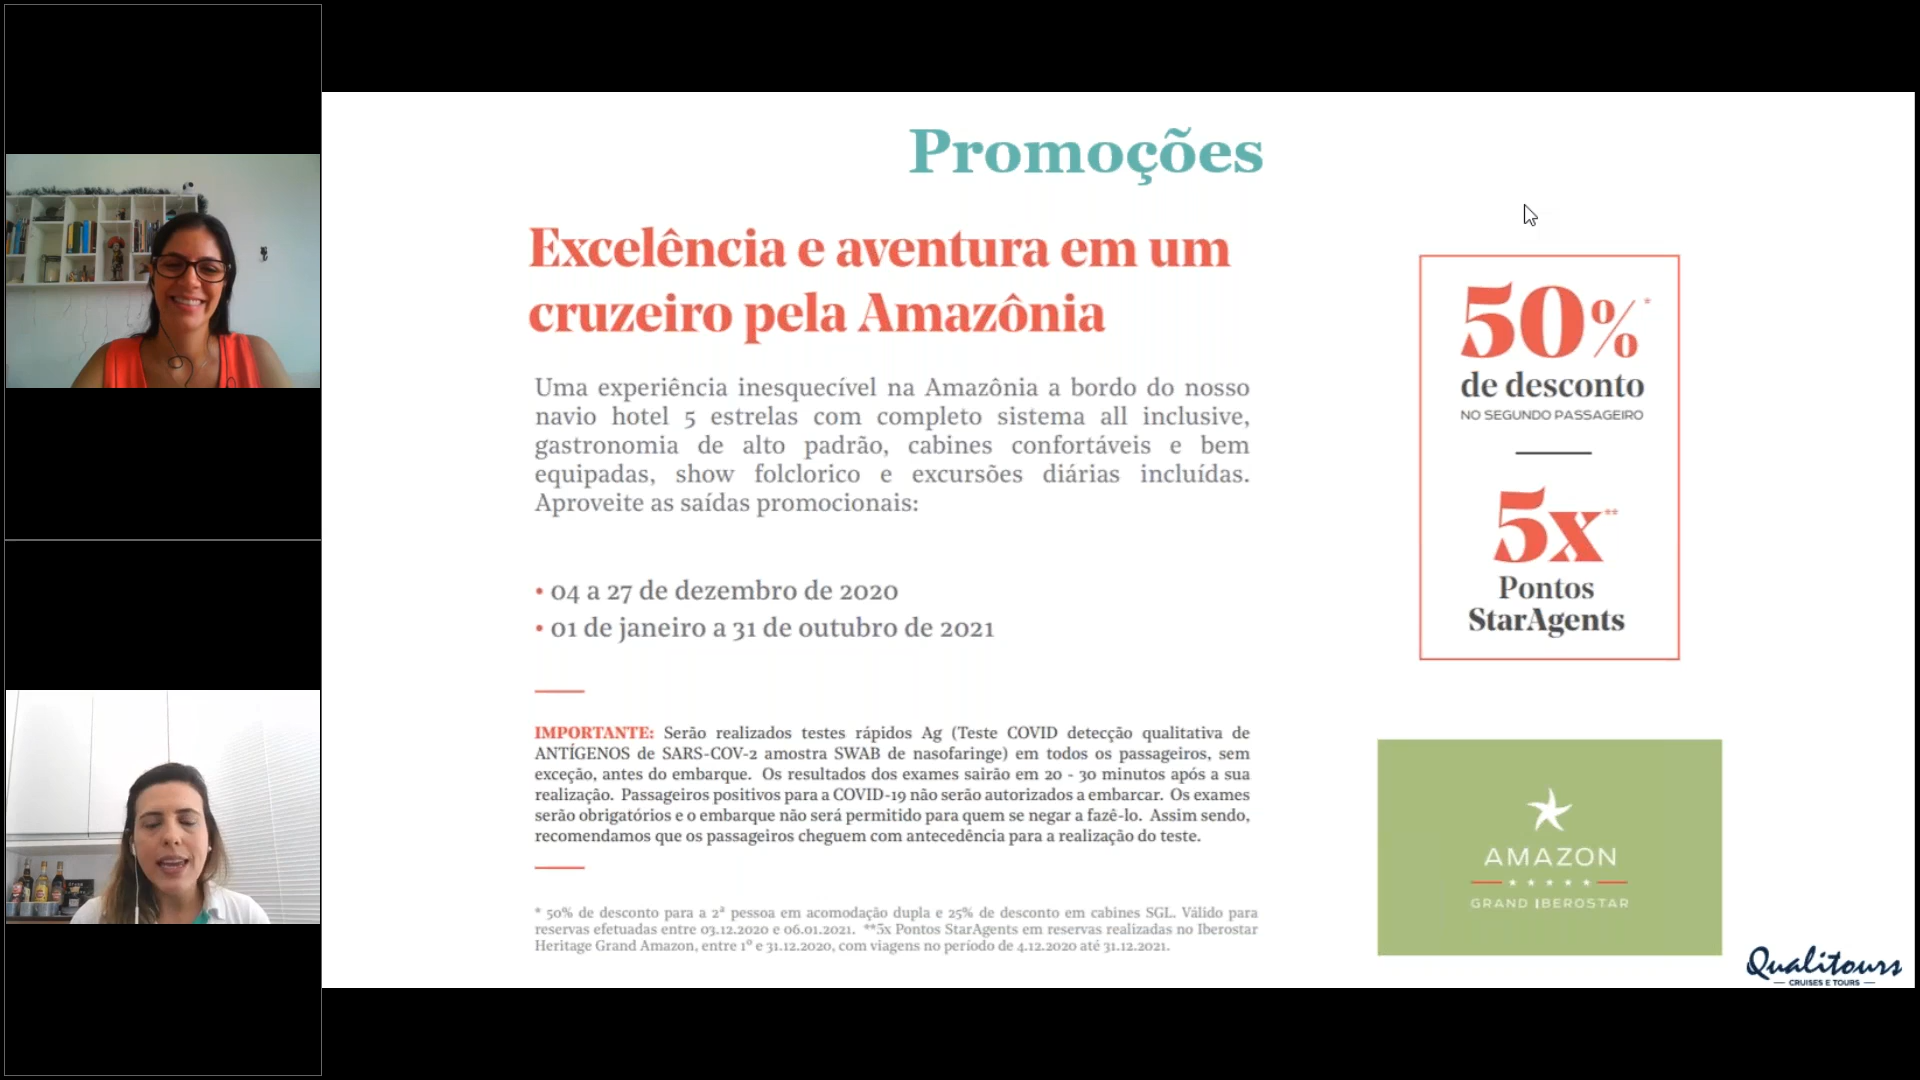 Promoções
Excelência e aventura em um
cruzeiro pela Amazônia
Uma experiência inesquecível na Amazônia a bordo do nosso
navio hotel 5 estrelas com completo sistema all inclusive,
gastronomia de alto padrão, cabines confortáveis e bem
equipadas, show folclorico e excursões diárias incluídas.
Aproveite as saídas promocionais:
• 04 a 27 de dezembro de 2020
• 01 de janeiro a 31 de outubro de 2021
IMPORTANTE: Serão realizados testes rápidos Ag (Teste COVID detecção qualitativa de
ANTÍGENOS de SARS-COV-2 amostra SWAB de nasofaringe) em todos os passageiros, sem
exceção, antes do embarque. Os resultados dos exames sairão em 20 - 30 minutos após a sua
realização. Passageiros positivos para a COVID-19 não serão autorizados a embarcar. Os exames
serão obrigatórios e o embarque não será permitido para quem se negar a fazê-lo. Assim sendo,
recomendamos que os passageiros cheguem com antecedência para a realização do teste.
* 50% de desconto para a 2ª pessoa em acomodação dupla e 25% de desconto em cabines SGL. Válido para
reservas efetuadas entre 03.12.2020 e 06.01.2021. **5x Pontos StarAgents em reservas realizadas no Iberostar
Heritage Grand Amazon, entre 1º e 31.12.2020, com viagens no período de 4.12.2020 até 31.12.2021.
50%*
de desconto
NO SEGUNDO PASSAGEIRO
5x**
Pontos
StarAgents
AMAZON
GRAND IBEROSTAR
Qualitours
CRUISES E TOURS